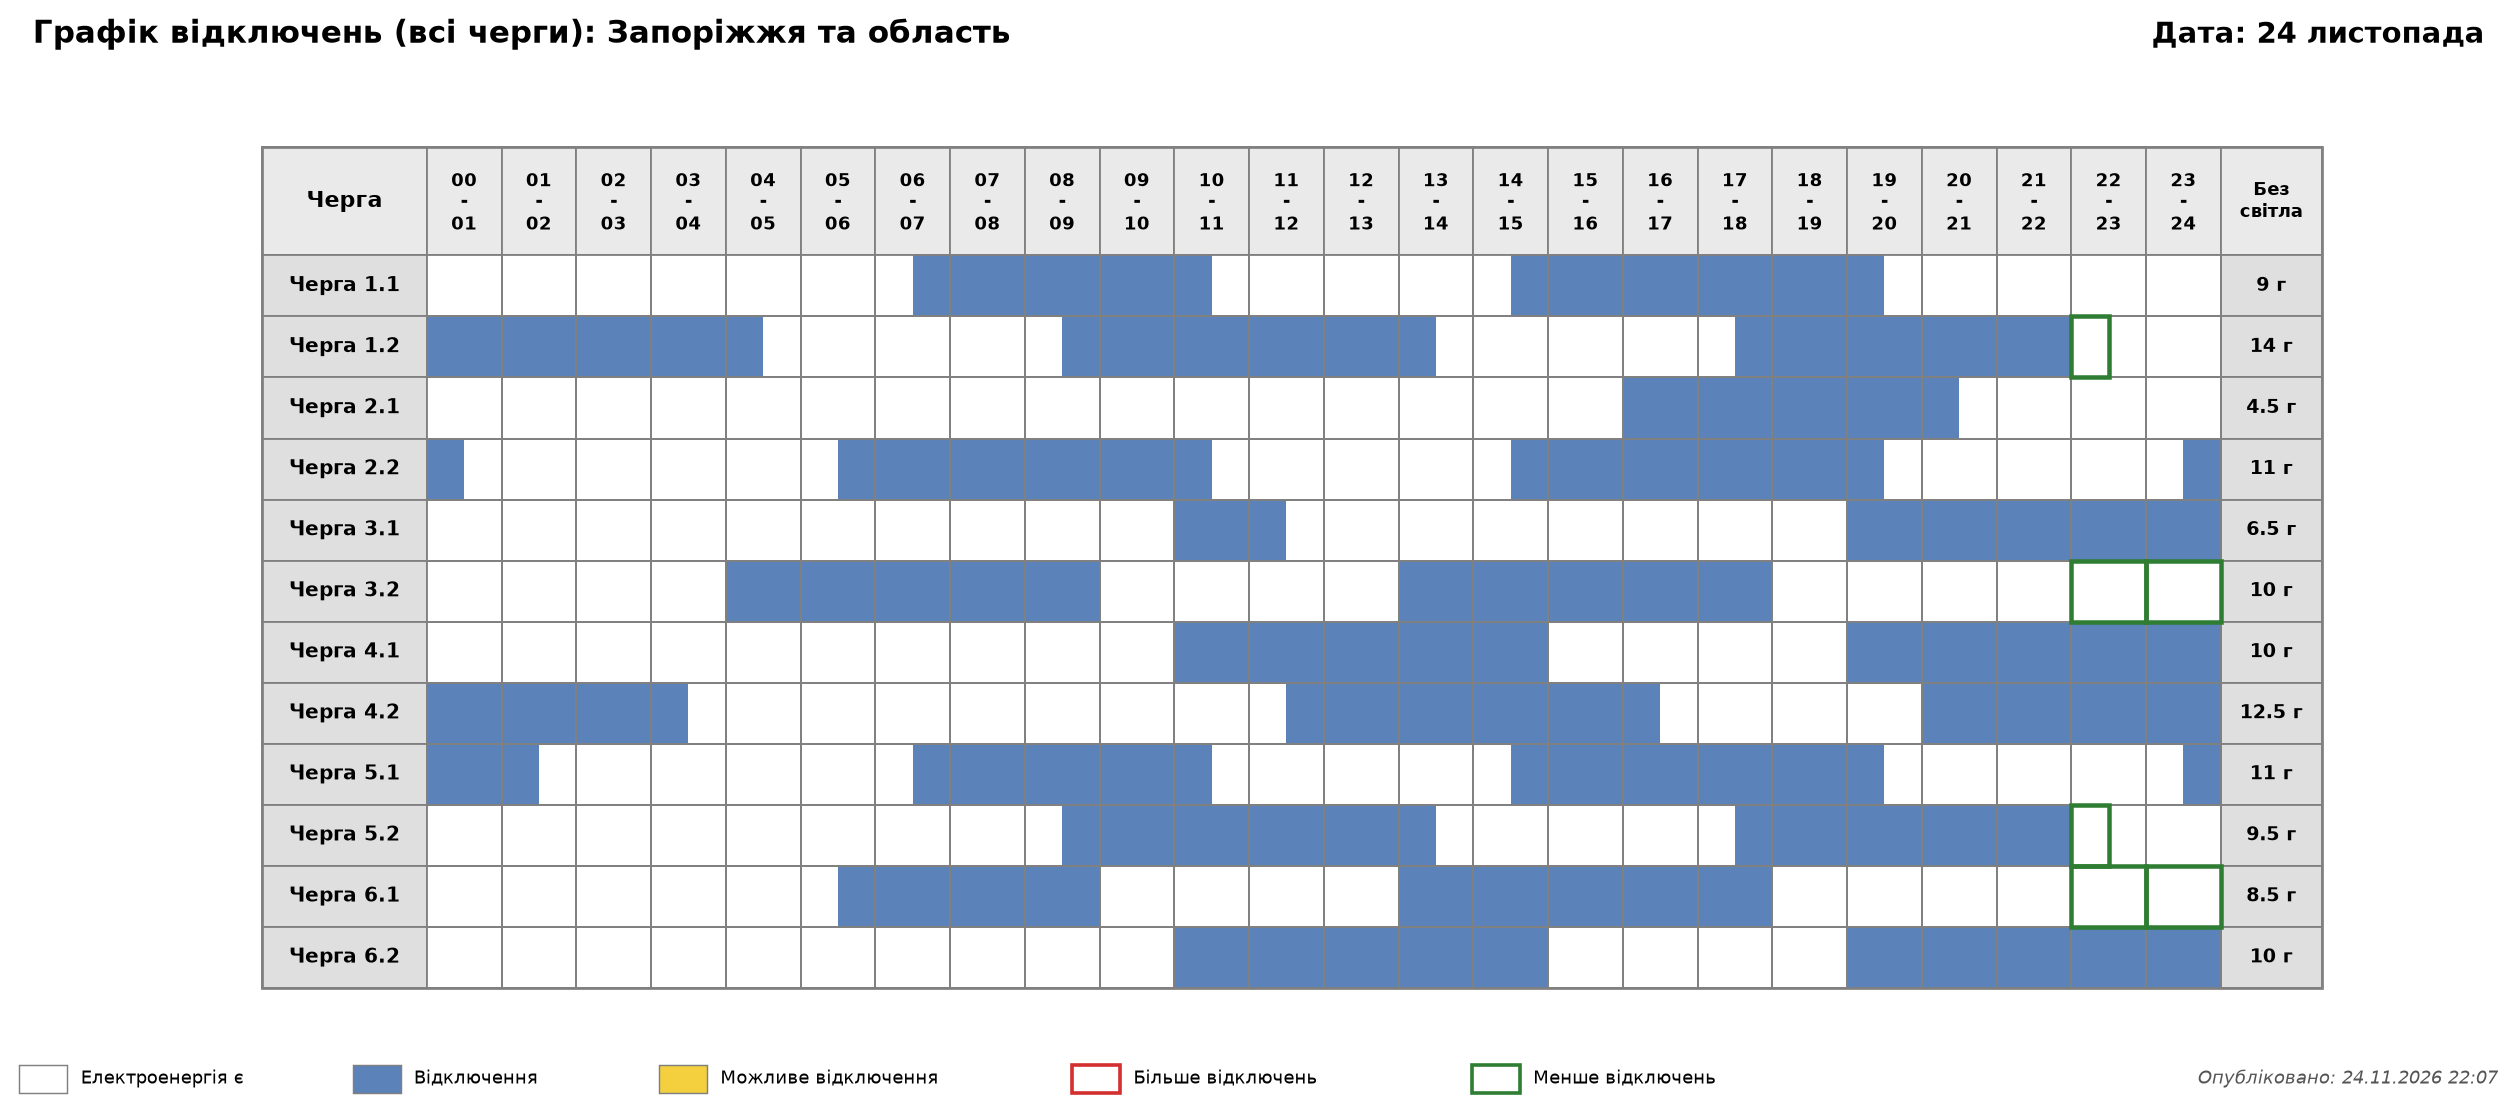 Графік відключень (всі черги): Запоріжжя та область
Дата: 24 листопада
Черга 00 - 01 01 - 02 02 - 03 03 - 04 04 - 05 05 - 06 06 - 07 07 - 08 08 - 09 09 - 10 10 - 11 11 - 12 12 - 13 13 - 14 14 - 15 15 - 16 16 - 17 17 - 18 18 - 19 19 - 20 20 - 21 21 - 22 22 - 23 23 - 24 Без світла
Черга 1.1 9 г
Черга 1.2 14 г
Черга 2.1 4.5 г
Черга 2.2 11 г
Черга 3.1 6.5 г
Черга 3.2 10 г
Черга 4.1 10 г
Черга 4.2 12.5 г
Черга 5.1 11 г
Черга 5.2 9.5 г
Черга 6.1 8.5 г
Черга 6.2 10 г
Електроенергія є
Відключення
Можливе відключення
Більше відключень
Менше відключень
Опубліковано: 24.11.2026 22:07